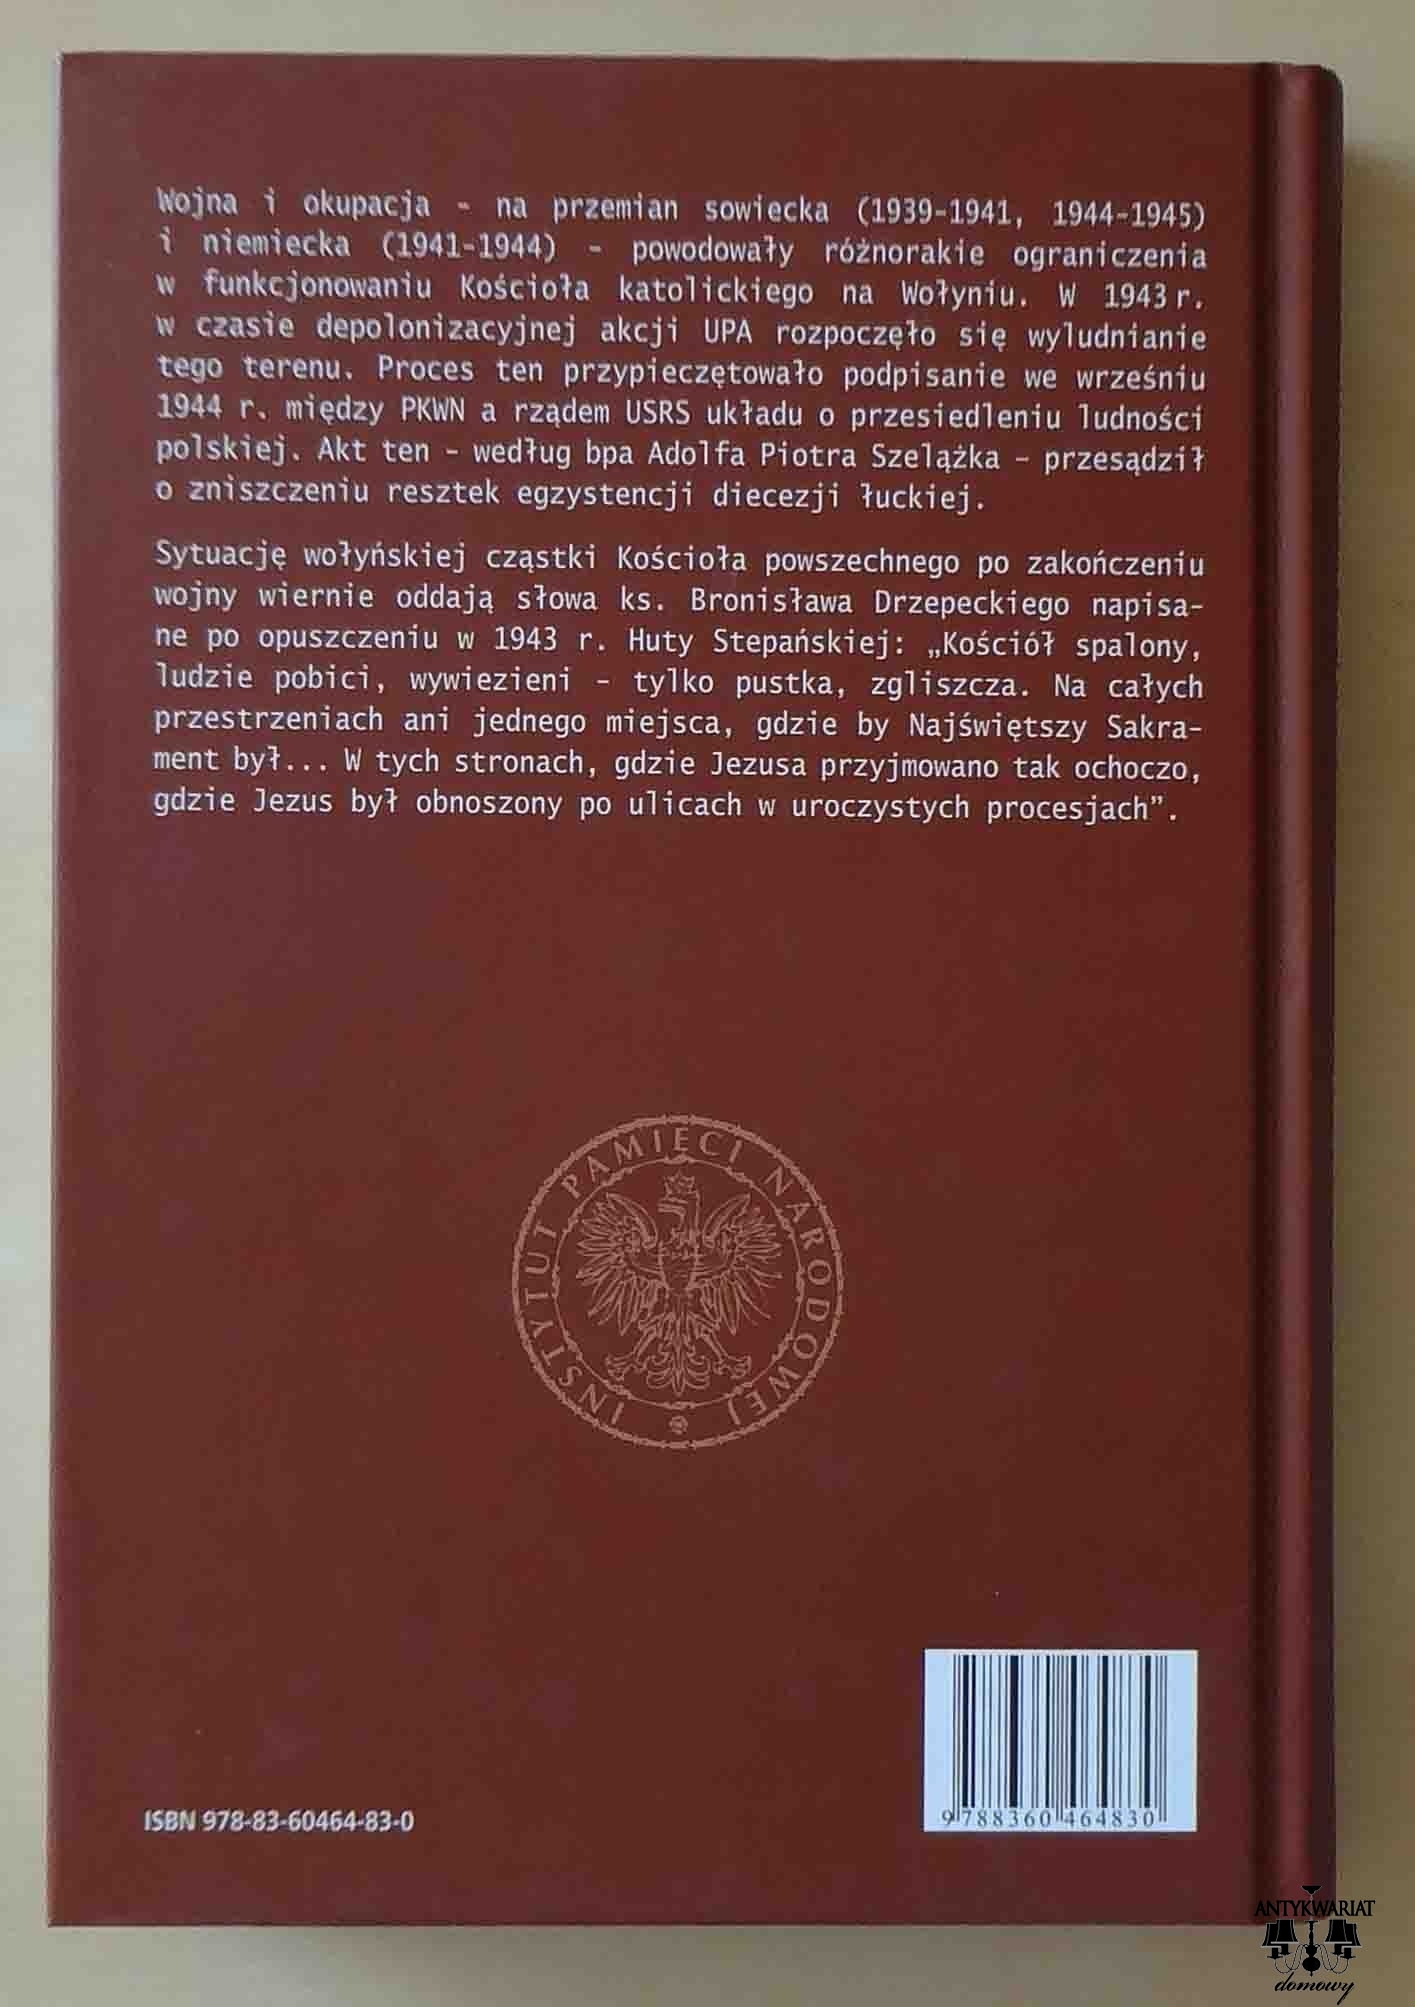 Wojna i okupacja - na przemian sowiecka (1939-1941, 1944-1945)
i niemiecka (1941-1944) - powodowały różnorakie ograniczenia
w funkcjonowaniu Kościoła katolickiego na Wołyniu. W 1943 r.
w czasie depolonizacyjnej akcji UPA rozpoczęło się wyludnianie
tego terenu. Proces ten przypieczętowało podpisanie we wrześniu
1944 r. między PKWN a rządem USRS układu o przesiedleniu ludności
polskiej. Akt ten - według bpa Adolfa Piotra Szelążka - przesądził
o zniszczeniu resztek egzystencji diecezji łuckiej.
Sytuację wołyńskiej cząstki Kościoła powszechnego po zakończeniu
wojny wiernie oddają słowa ks. Bronisława Drzepeckiego napisa-
ne po opuszczeniu w 1943 r. Huty Stepańskiej: „Kościół spalony,
ludzie pobici, wywiezieni - tylko pustka, zgliszcza. Na całych
przestrzeniach ani jednego miejsca, gdzie by Najświętszy Sakra-
ment był... W tych stronach, gdzie Jezusa przyjmowano tak ochoczo,
gdzie Jezus był obnoszony po ulicach w uroczystych procesjach”.
INSTYTUT PAMIĘCI NARODOWEJ
ISBN 978-83-60464-83-0
9 788360 464830
ANTYKWARIAT
domowy